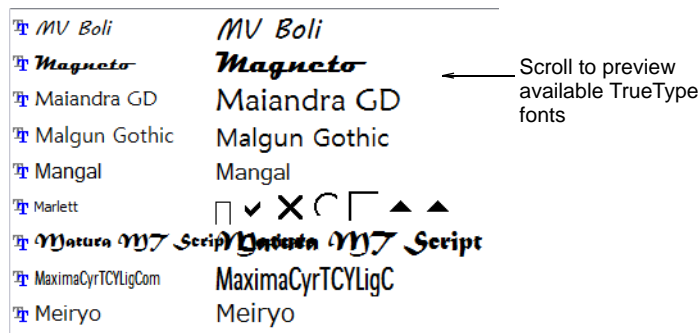 MV Boli MV Boli
Magneto Magneto
Scroll to preview
available TrueType
fonts
Maiandra GD Maiandra GD
Malgun Gothic Malgun Gothic
Mangal Mangal
Marlett
Matura MT Script Matura MT Script
MaximaCyrTCYLigCom MaximaCyrTCYLigC
Meiryo Meiryo